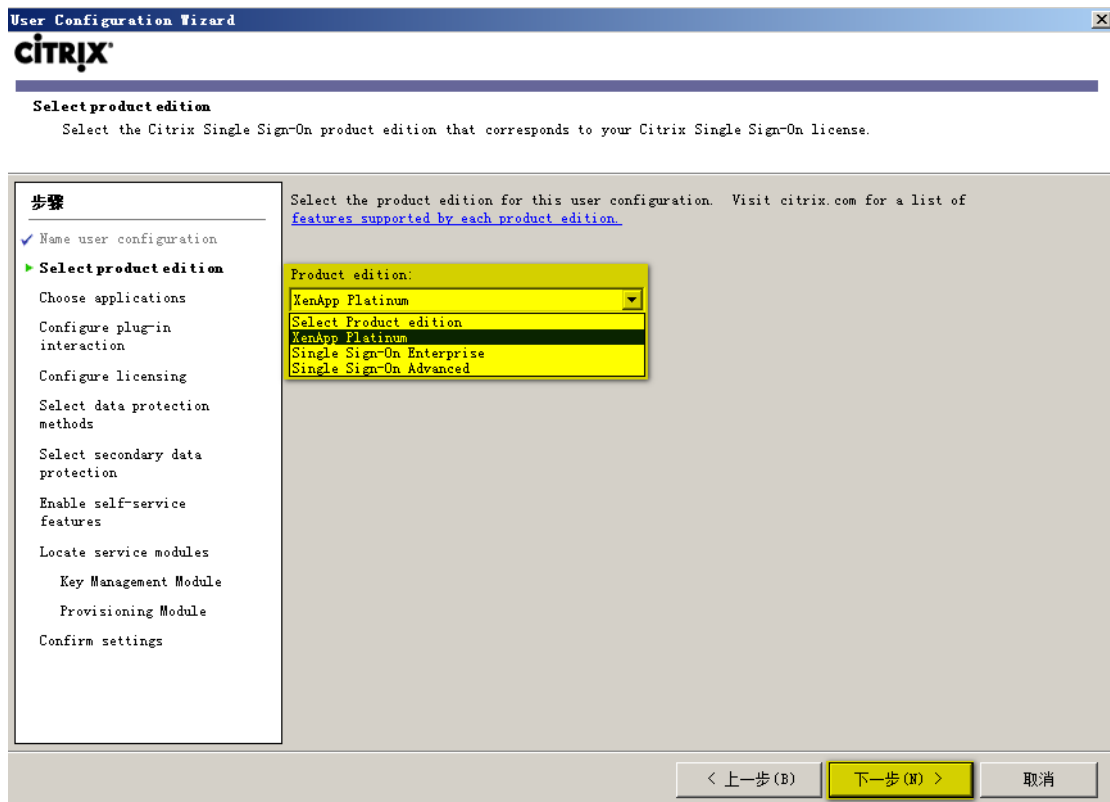 User Configuration Wizard
CITRIX
Select product edition
Select the Citrix Single Sign-On product edition that corresponds to your Citrix Single Sign-On license.
步骤
Name user configuration
Select product edition
Choose applications
Configure plug-in
interaction
Configure licensing
Select data protection
methods
Select secondary data
protection
Enable self-service
features
Locate service modules
Key Management Module
Provisioning Module
Confirm settings
Select the product edition for this user configuration. Visit citrix.com for a list of
features supported by each product edition.
Product edition:
XenApp Platinum
Select Product edition
XenApp Platinum
Single Sign-On Enterprise
Single Sign-On Advanced
< 上一步(B)
下一步(N) >
取消